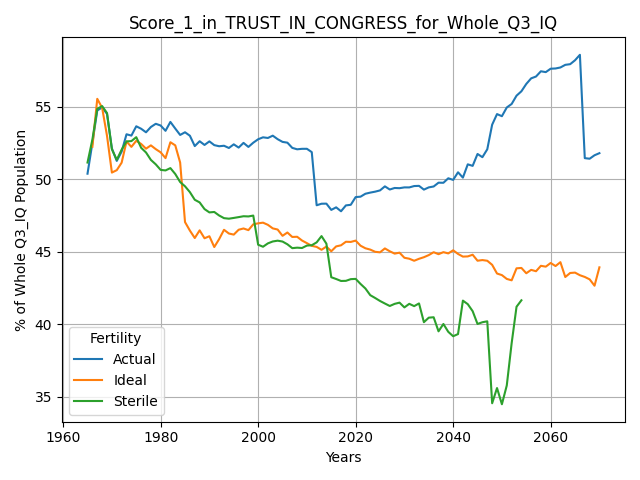 Score_1_in_TRUST_IN_CONGRESS_for_Whole_Q3_IQ
% of Whole Q3_IQ Population
55
50
45
40
35
Fertility
Actual
Ideal
Sterile
1960 1980 2000 2020 2040 2060
Years